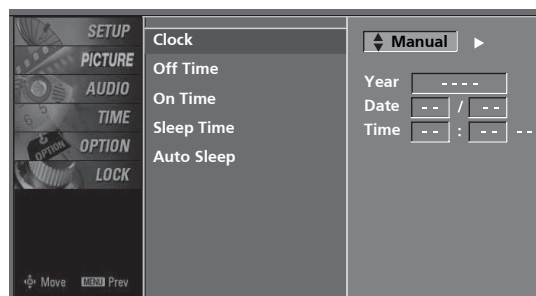 SETUP
PICTURE
AUDIO
TIME
OPTION
LOCK
Move MENU Prev
Clock
Off Time
On Time
Sleep Time
Auto Sleep
Manual
Year - - - -
Date - - / - -
Time - - : - - - -